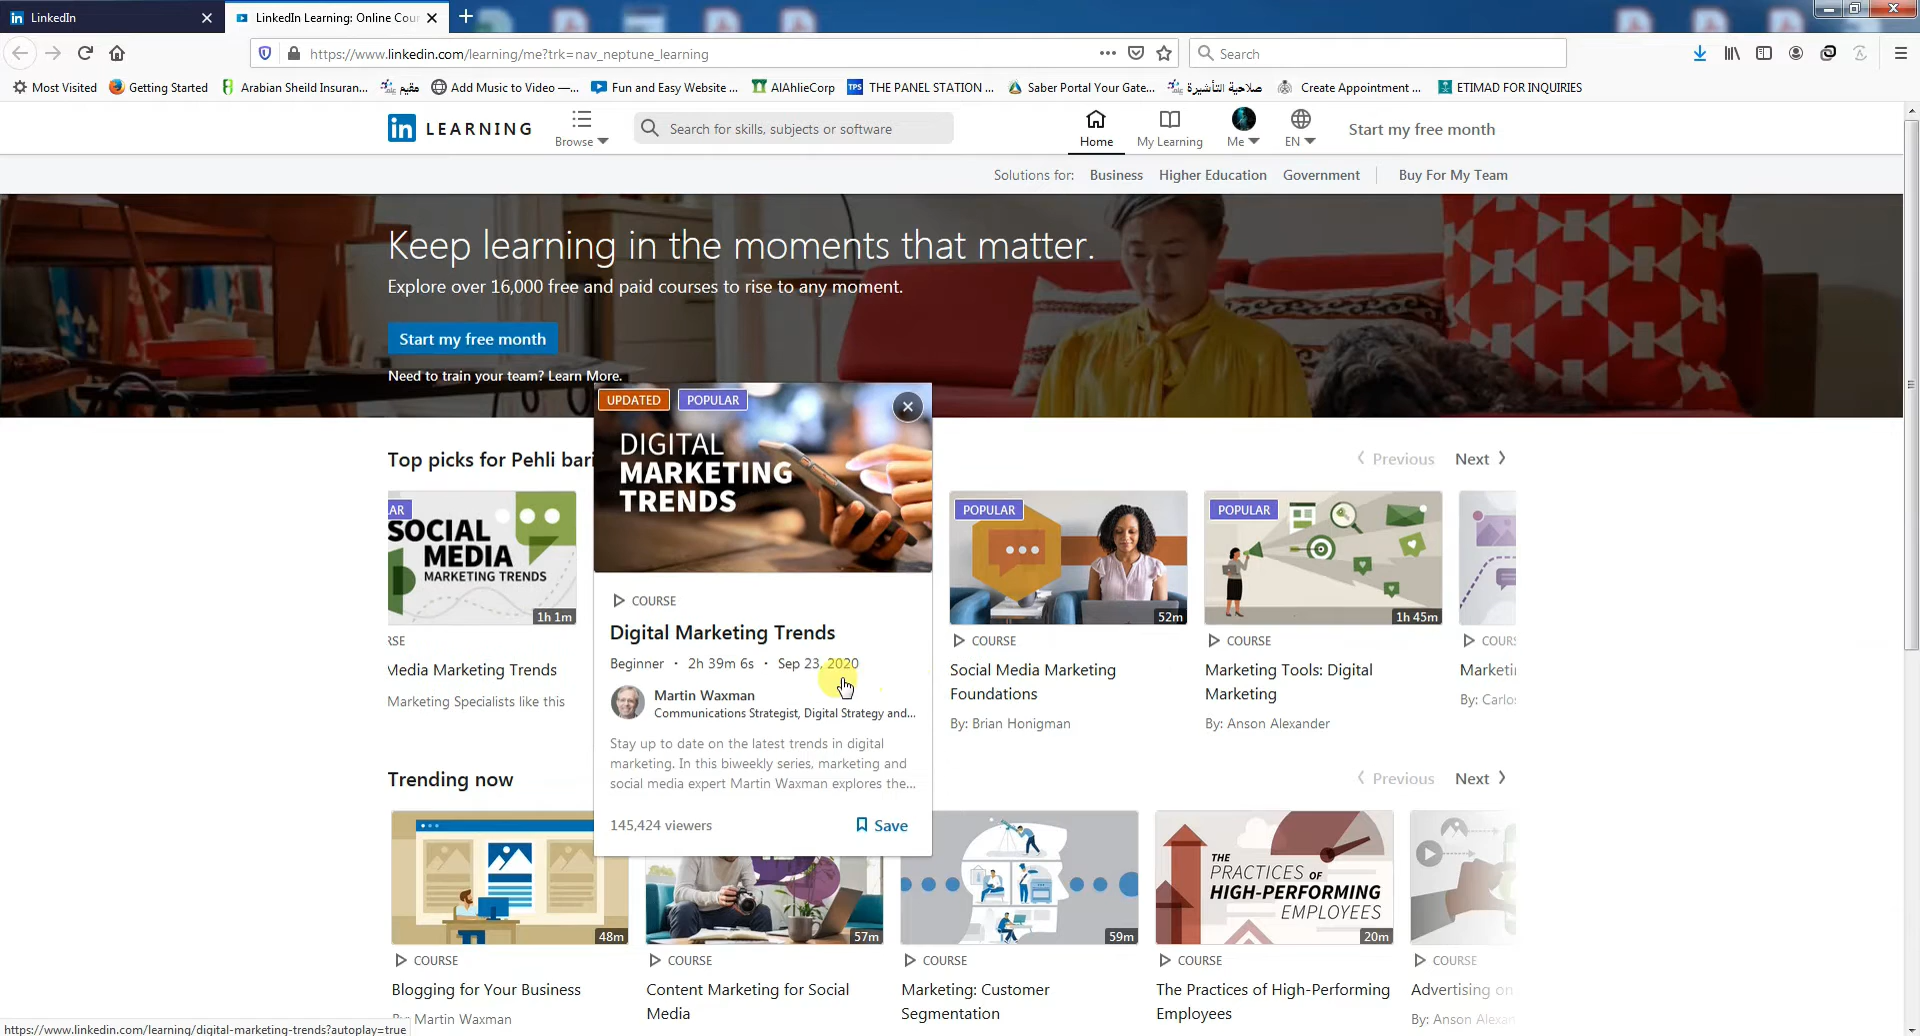 LinkedIn
LinkedIn Learning: Online Cour
https://www.linkedin.com/learning/me?trk=nav_neptune_learning
Search
Most Visited
Getting Started
Arabian Sheild Insuran...
مقيم
Add Music to Video —...
Fun and Easy Website ...
AlAhlieCorp
TPS
THE PANEL STATION ...
Saber Portal Your Gate...
صلاحية التأشيرة
Create Appointment ...
ETIMAD FOR INQUIRIES
in LEARNING
Browse
Search for skills, subjects or software
Home
My Learning
Me
EN
Start my free month
Solutions for:
Business
Higher Education
Government
Buy For My Team
Keep learning in the moments that matter.
Explore over 16,000 free and paid courses to rise to any moment.
Start my free month
Need to train your team? Learn More.
Top picks for Pehli bari
Previous
Next
AR
SOCIAL
MEDIA
MARKETING TRENDS
1h 1m
RSE
Media Marketing Trends
Marketing Specialists like this
UPDATED
POPULAR
DIGITAL
MARKETING
TRENDS
COURSE
Digital Marketing Trends
Beginner · 2h 39m 6s · Sep 23, 2020
Martin Waxman
Communications Strategist, Digital Strategy and...
Stay up to date on the latest trends in digital
marketing. In this biweekly series, marketing and
social media expert Martin Waxman explores the...
145,424 viewers
Save
POPULAR
52m
COURSE
Social Media Marketing
Foundations
By: Brian Honigman
POPULAR
1h 45m
COURSE
Marketing Tools: Digital
Marketing
By: Anson Alexander
COURS
Marketin
By: Carlos
Trending now
Previous
Next
48m
COURSE
Blogging for Your Business
By: Martin Waxman
57m
COURSE
Content Marketing for Social
Media
59m
COURSE
Marketing: Customer
Segmentation
THE
PRACTICES OF
HIGH-PERFORMING
EMPLOYEES
20m
COURSE
The Practices of High-Performing
Employees
COURSE
Advertising on
By: Anson Alexan
https://www.linkedin.com/learning/digital-marketing-trends?autoplay=true